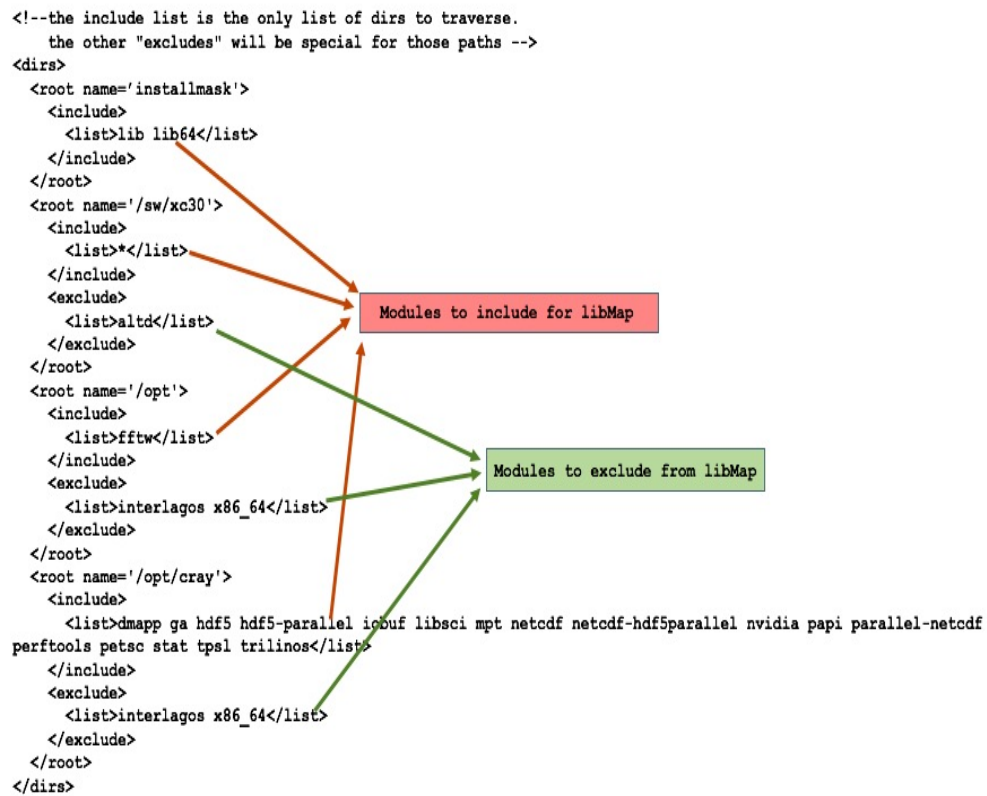 <!--the include list is the only list of dirs to traverse.
the other "excludes" will be special for those paths -->
<dirs>
<root name='installmask'>
<include>
<list>lib lib64</list>
</include>
</root>
<root name='/sw/xc30'>
<include>
<list>*</list>
</include>
<exclude>
<list>altd</list>
</exclude>
</root>
<root name='/opt'>
<include>
<list>fftw</list>
</include>
<exclude>
<list>interlagos x86_64</list>
</exclude>
</root>
<root name='/opt/cray'>
<include>
<list>dmapp ga hdf5 hdf5-parallel iobuf libsci mpt netcdf netcdf-hdf5parallel nvidia papi parallel-netcdf
perftools petsc stat tpsl trilinos</list>
</include>
<exclude>
<list>interlagos x86_64</list>
</exclude>
</root>
</dirs>
Modules to include for libMap
Modules to exclude from libMap